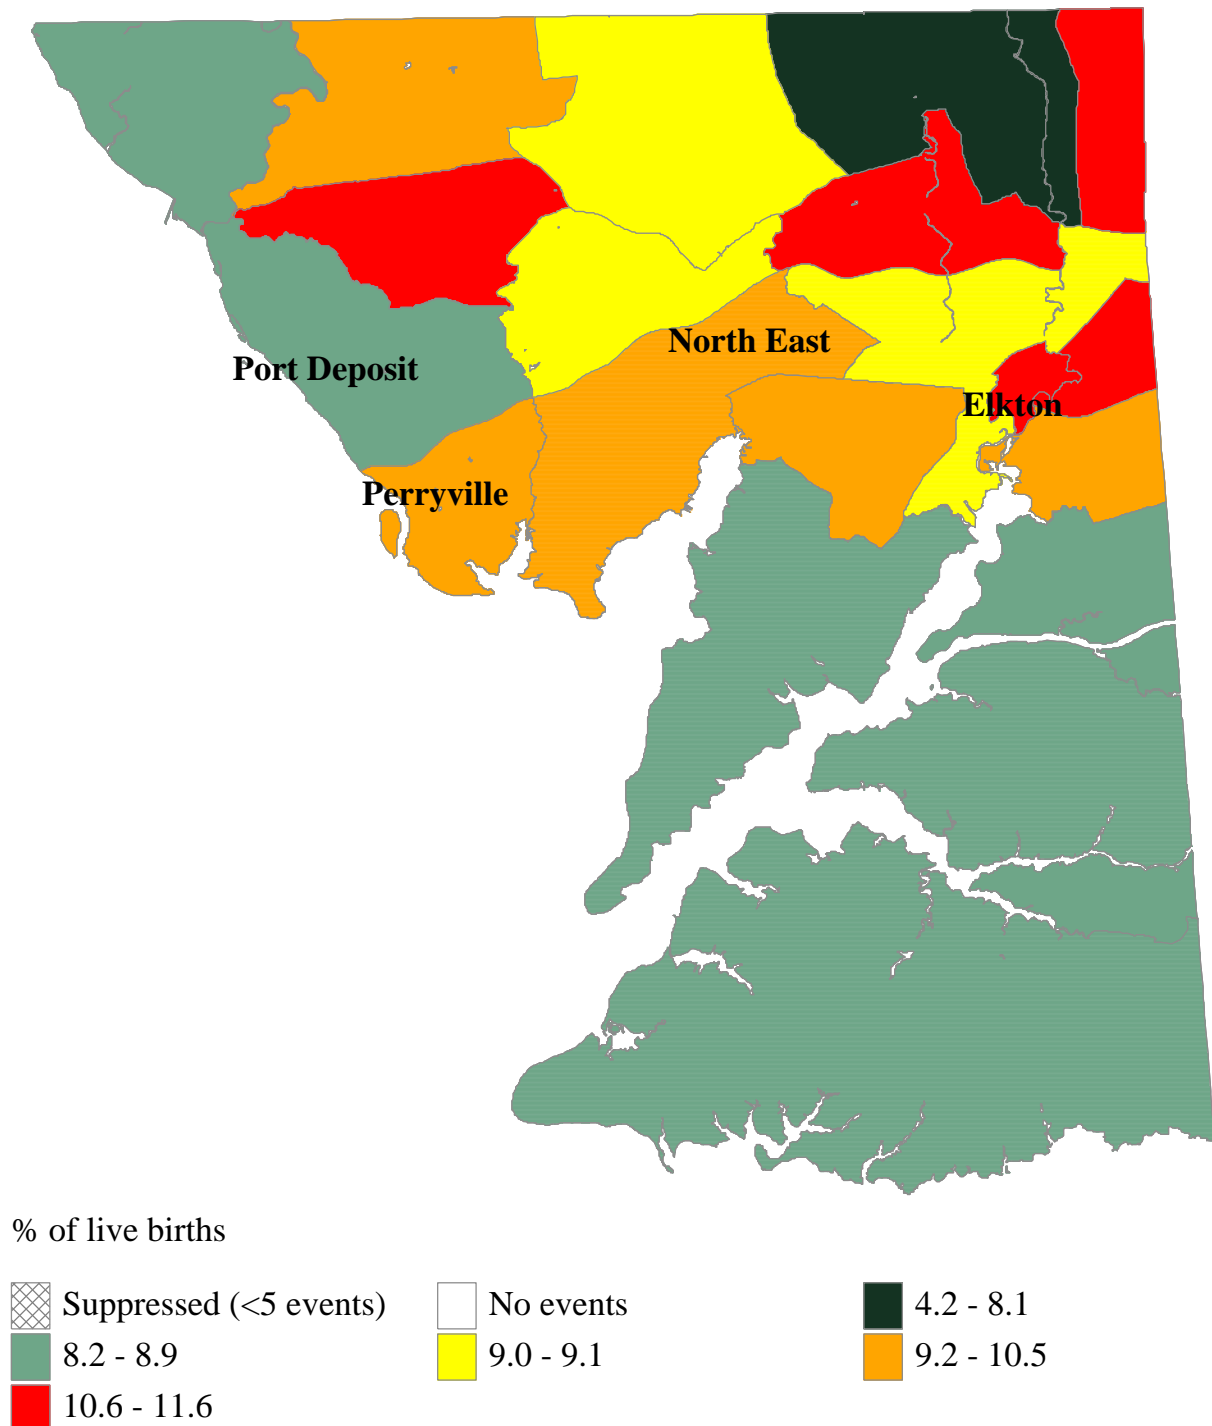 North East
Port Deposit
Elkton
Perryville
% of live births
Suppressed (<5 events)
No events
4.2 - 8.1
8.2 - 8.9
9.0 - 9.1
9.2 - 10.5
10.6 - 11.6